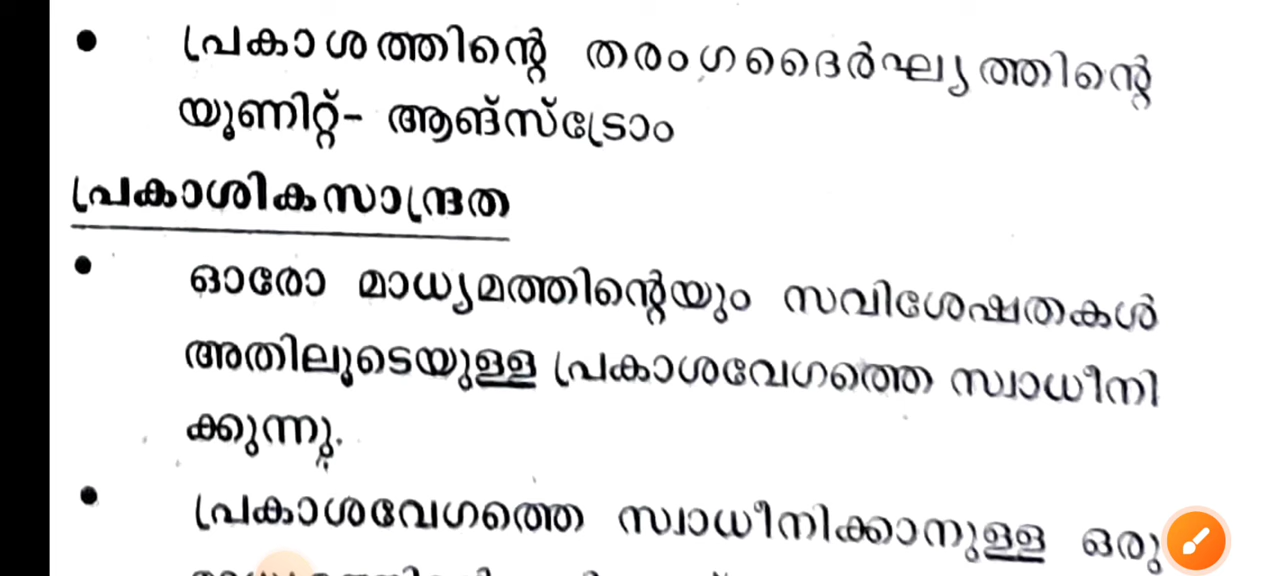 • പ്രകാശത്തിന്റെ തരംഗദൈർഘ്യത്തിന്റെ
യൂണിറ്റ്- ആങ്സ്ട്രോം
പ്രകാശികസാന്ദ്രത
• ഓരോ മാധ്യമത്തിന്റെയും സവിശേഷതകൾ
അതിലൂടെയുള്ള പ്രകാശവേഗത്തെ സ്വാധീനി
ക്കുന്നു.
• പ്രകാശവേഗത്തെ സ്വാധീനിക്കാനുള്ള ഒരു